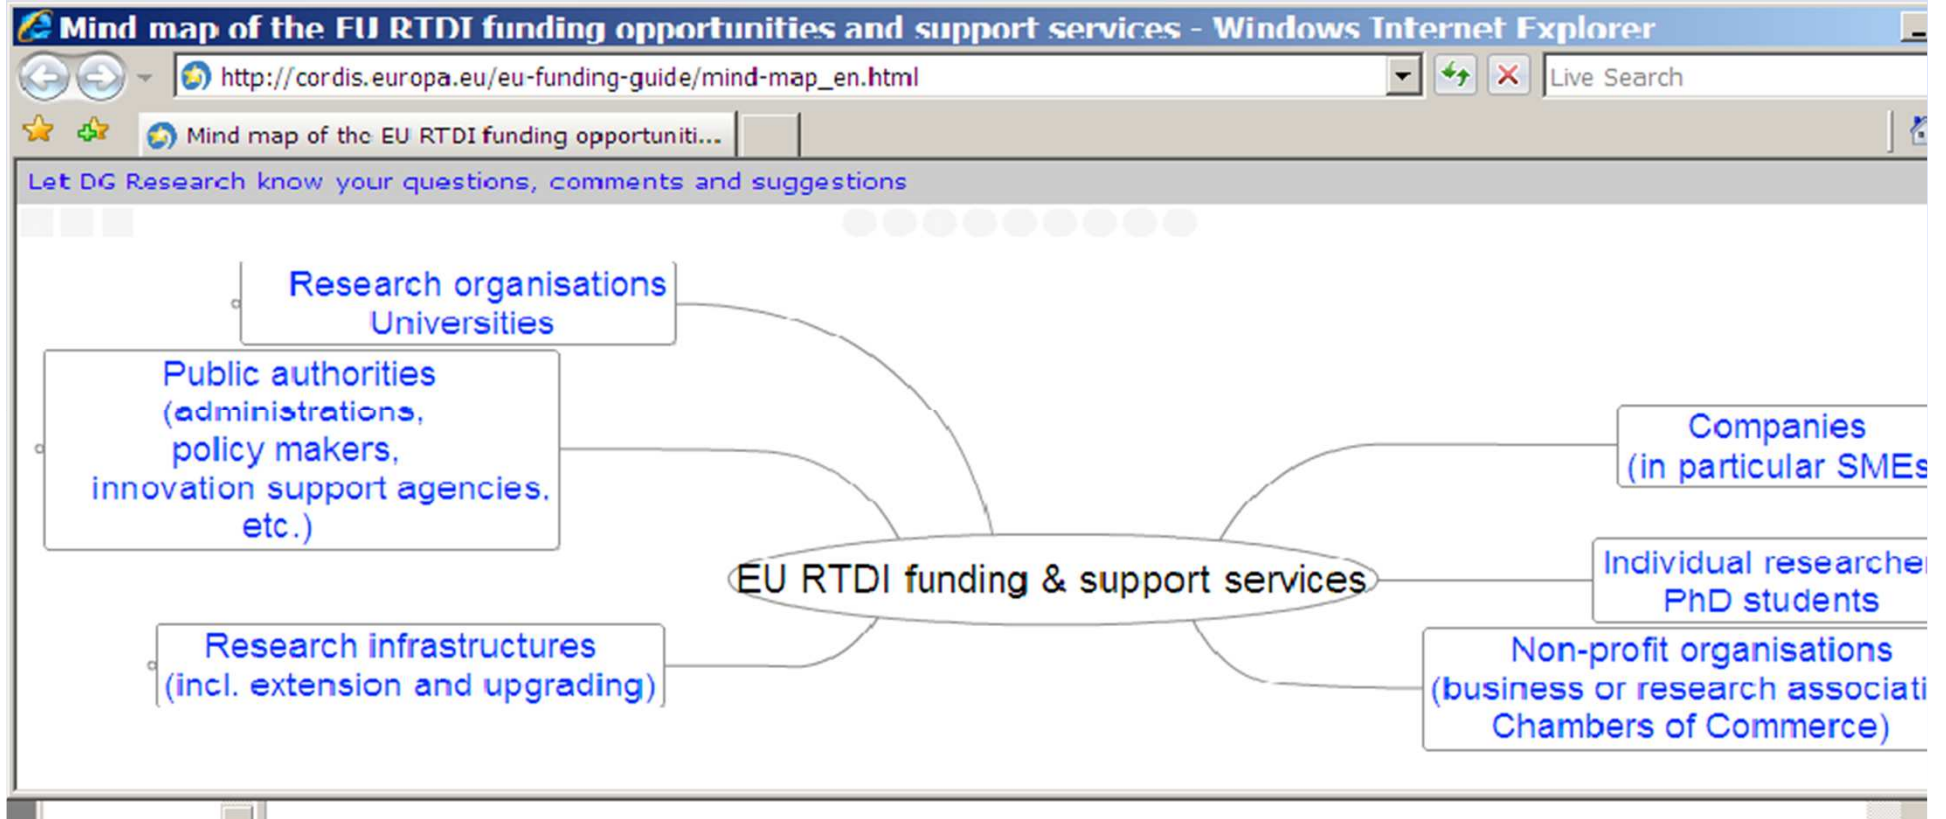 Mind map of the EU RTDI funding opportunities and support services - Windows Internet Explorer
http://cordis.europa.eu/eu-funding-guide/mind-map_en.html
Live Search
Mind map of the EU RTDI funding opportuniti...
Let DG Research know your questions, comments and suggestions
Research organisations
Universities
Public authorities
(administrations,
policy makers,
innovation support agencies,
etc.)
Research infrastructures
(incl. extension and upgrading)
EU RTDI funding & support services
Companies
(in particular SMEs
Individual
PhD students
Non-profit organisations
(business or research
Chambers of Commerce)